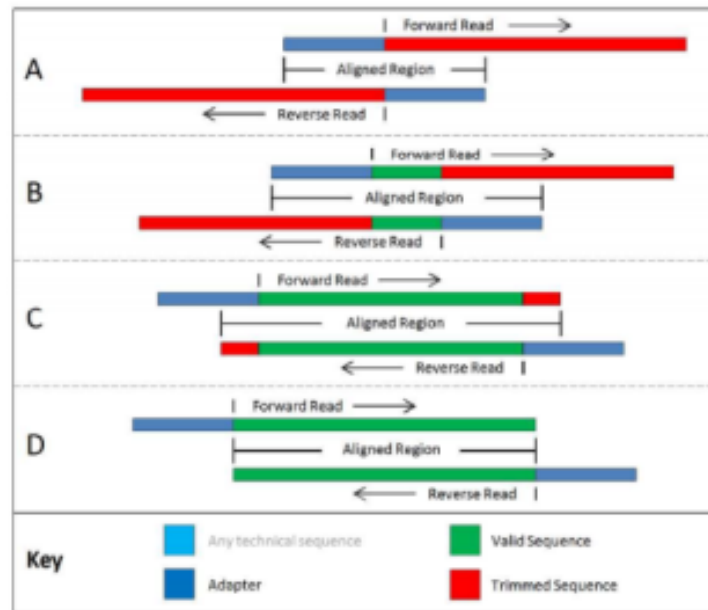 Forward Read
A
Aligned Region
Reverse Read
Forward Read
B
Aligned Region
Reverse Read
Forward Read
C
Aligned Region
Reverse Read
Forward Read
D
Aligned Region
Reverse Read
Key
Any technical sequence
Valid Sequence
Adapter
Trimmed Sequence